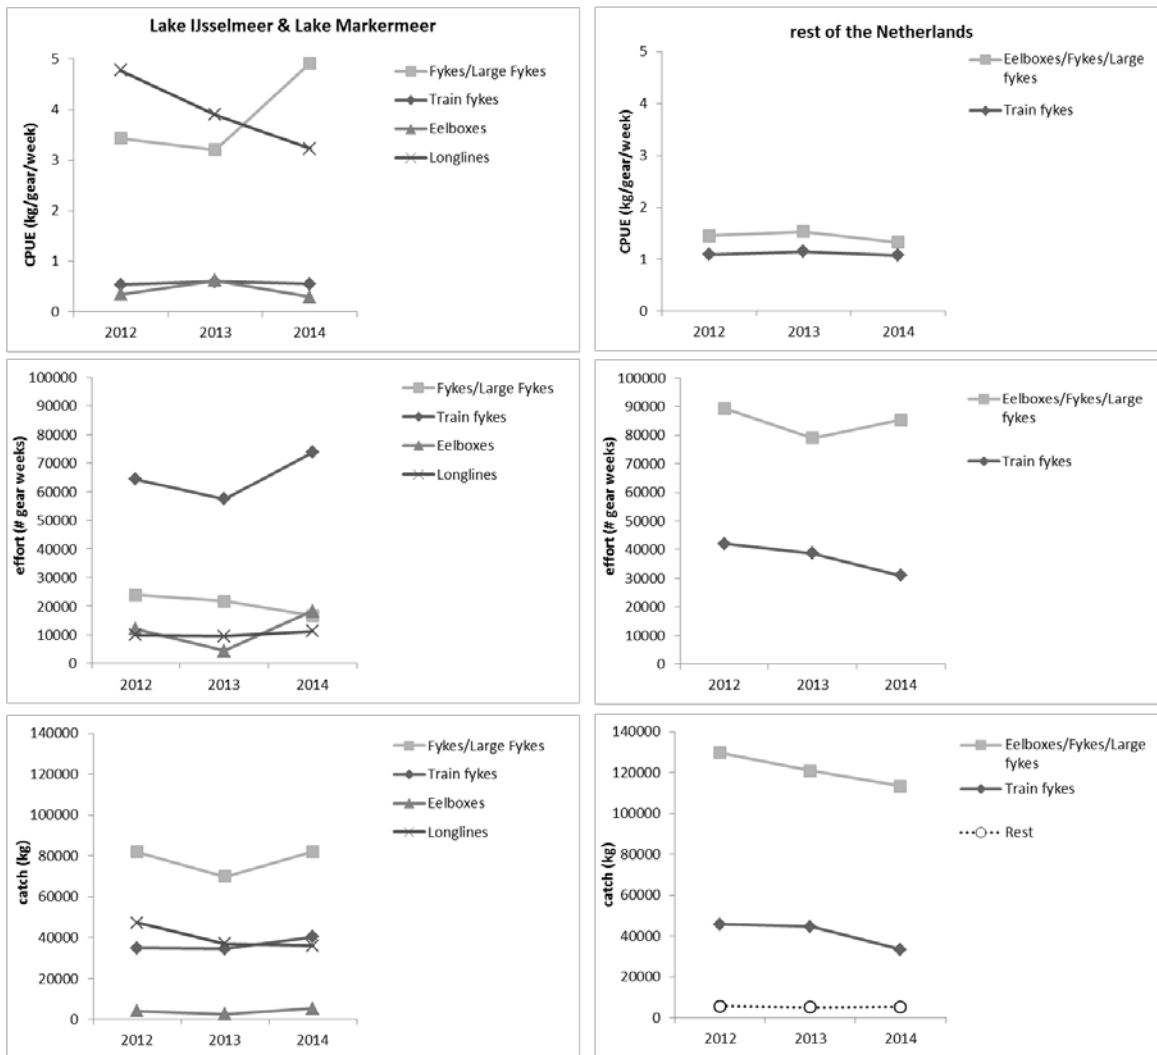 Lake IJsselmeer & Lake Markermeer
CPUE (kg/gear/week)
5
4
3
2
1
0
2012 2013 2014
Fykes/Large Fykes
Train fykes
Eelboxes
Longlines
rest of the Netherlands
CPUE (kg/gear/week)
5
4
3
2
1
0
2012 2013 2014
Eelboxes/Fykes/Large
fykes
Train fykes
effort (# gear weeks)
100000
90000
80000
70000
60000
50000
40000
30000
20000
10000
0
2012 2013 2014
Fykes/Large Fykes
Train fykes
Eelboxes
Longlines
effort (# gear weeks)
100000
90000
80000
70000
60000
50000
40000
30000
20000
10000
0
2012 2013 2014
Eelboxes/Fykes/Large
fykes
Train fykes
catch (kg)
140000
120000
100000
80000
60000
40000
20000
0
2012 2013 2014
Fykes/Large Fykes
Train fykes
Eelboxes
Longlines
catch (kg)
140000
120000
100000
80000
60000
40000
20000
0
2012 2013 2014
Eelboxes/Fykes/Large
fykes
Train fykes
Rest